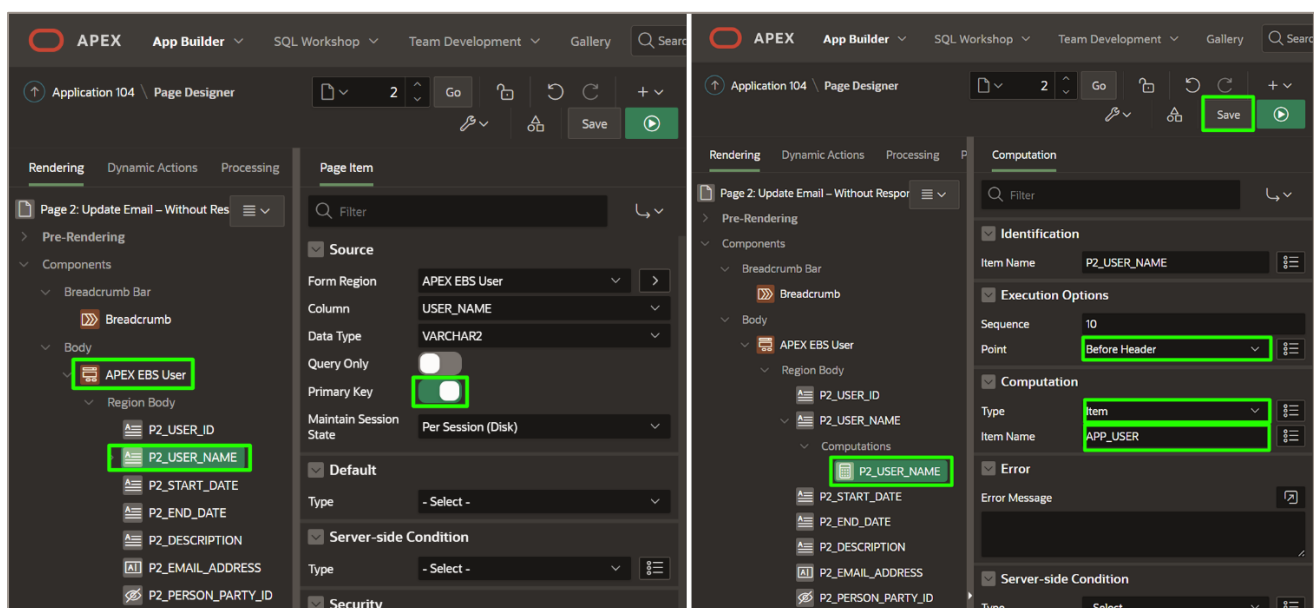 APEX App Builder SQL Workshop Team Development Gallery
Application 104 \ Page Designer 2 Go
Save
Rendering Dynamic Actions Processing Page Item
Page 2: Update Email – Without Res
Filter
Pre-Rendering
Source
Components
Form Region APEX EBS User
Breadcrumb Bar
Column USER_NAME
Breadcrumb
Data Type VARCHAR2
Body
Query Only
APEX EBS User
Primary Key
Region Body
Maintain Session State Per Session (Disk)
P2_USER_ID
P2_USER_NAME
Default
P2_START_DATE
Type - Select -
P2_END_DATE
Server-side Condition
P2_DESCRIPTION
Type - Select -
P2_EMAIL_ADDRESS
P2_PERSON_PARTY_ID
Security
APEX App Builder SQL Workshop Team Development Gallery
Application 104 \ Page Designer 2 Go
Save
Rendering Dynamic Actions Processing P Computation
Page 2: Update Email – Without Respor
Filter
Pre-Rendering
Identification
Components
Item Name P2_USER_NAME
Breadcrumb Bar
Breadcrumb
Execution Options
Body
Sequence 10
APEX EBS User
Point Before Header
Region Body
Computation
P2_USER_ID
Type Item
P2_USER_NAME
Item Name APP_USER
Computations
P2_USER_NAME
Error
P2_START_DATE
Error Message
P2_END_DATE
P2_DESCRIPTION
P2_EMAIL_ADDRESS
Server-side Condition
P2_PERSON_PARTY_ID